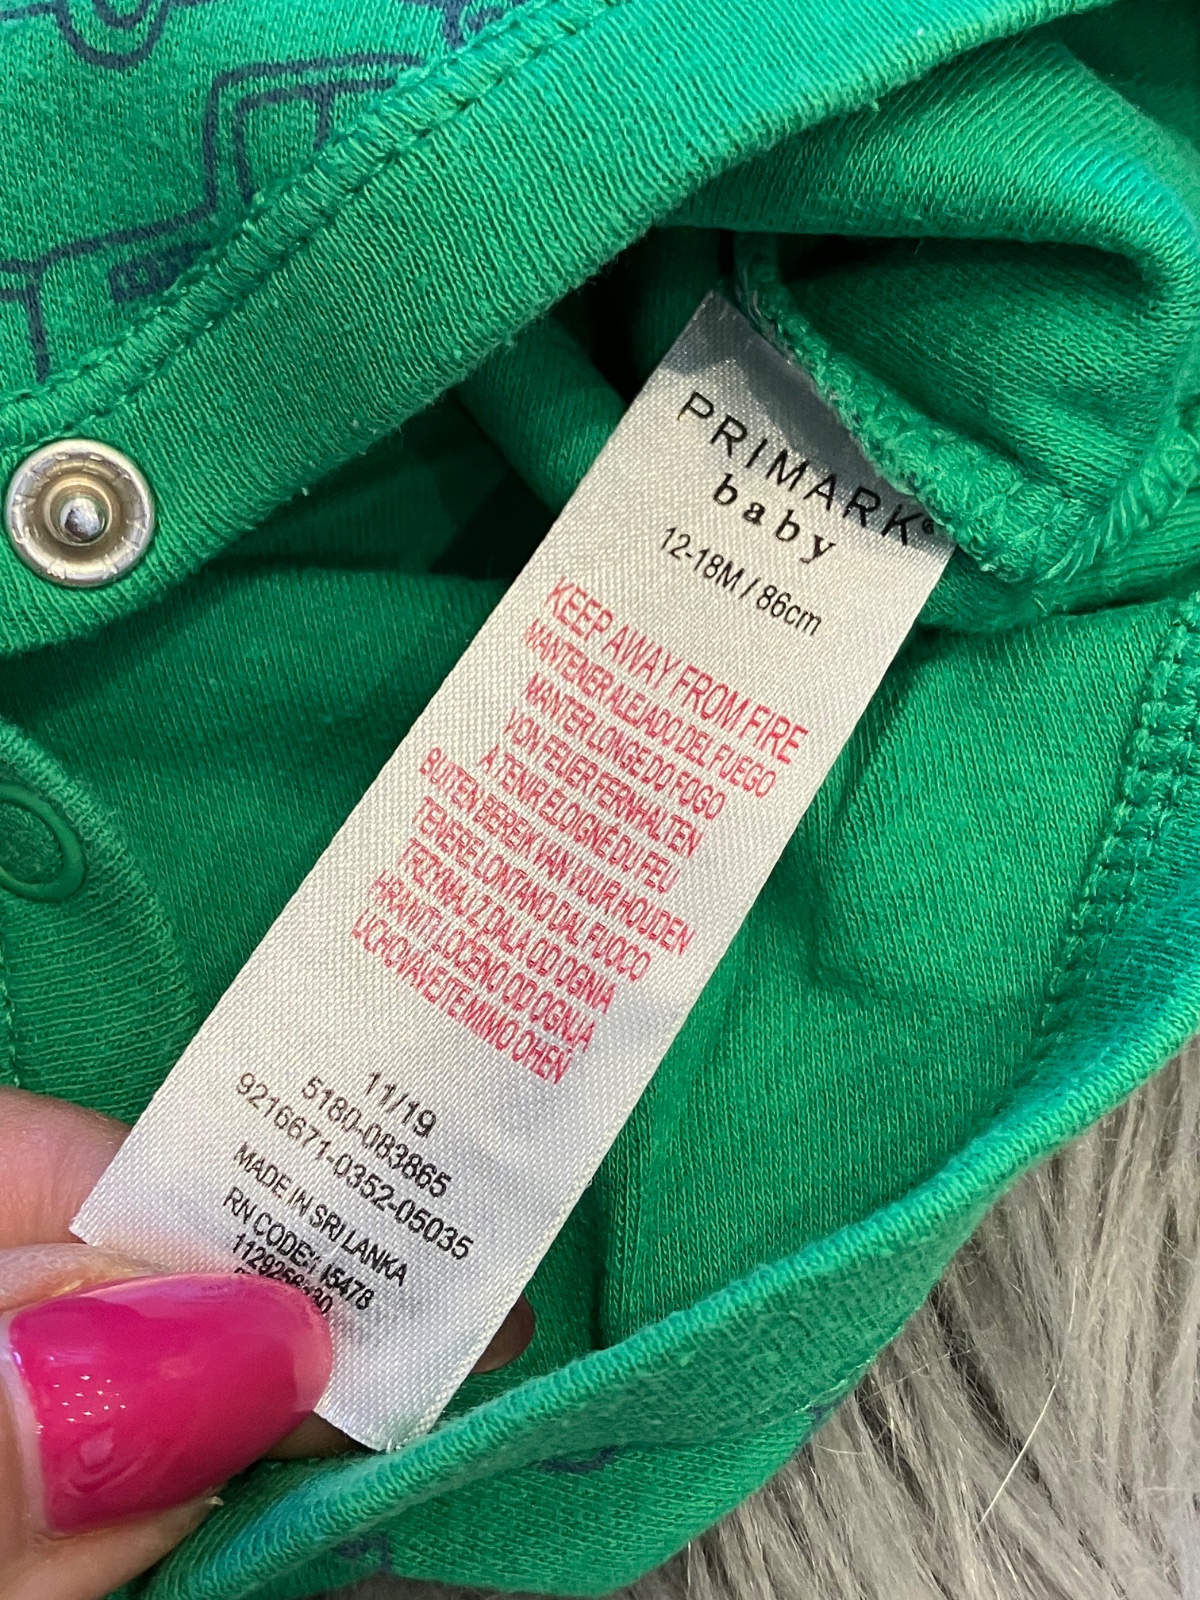 PRIMARK®
baby
12-18M / 86cm
KEEP AWAY FROM FIRE
MANTENER ALEJADO DEL FUEGO
MANTER LONGE DO FOGO
VON FEUER FERNHALTEN
A TENIR ELOIGNÉ DU FEU
BUITEN BEREIK VAN VUUR HOUDEN
TENERE LONTANO DAL FUOCO
TRZYMAJ Z DALA OD OGNIA
HRANITI LOČENO OD OGNJA
UCHOVÁVEJTE MIMO OHEŇ
11/19
5180-083865
9216671-0352-05035
MADE IN SRI LANKA
RN CODE: 115478